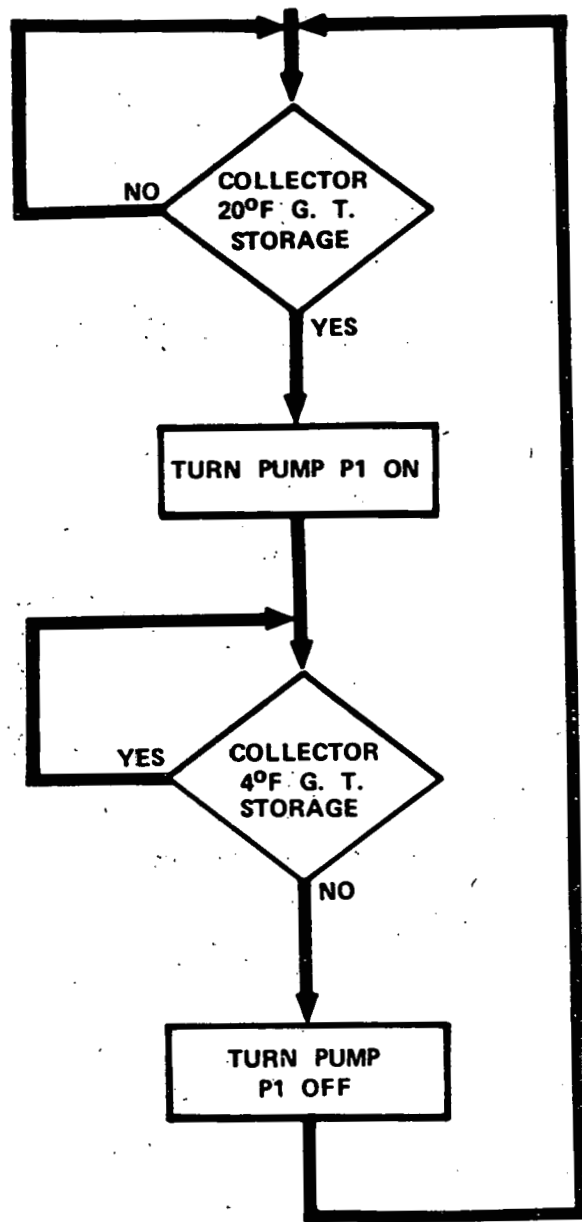 COLLECTOR
NO
20°F G. T.
STORAGE
YES
TURN PUMP P1 ON
COLLECTOR
YES
4°F G. T.
STORAGE
NO
TURN PUMP
P1 OFF